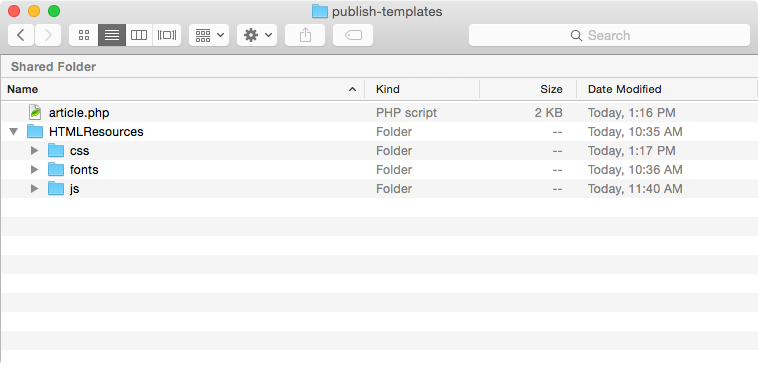 publish-templates
Search
Shared Folder
Name Kind Size Date Modified
article.php PHP script 2 KB Today, 1:16 PM
HTMLResources Folder -- Today, 10:35 AM
css Folder -- Today, 1:17 PM
fonts Folder -- Today, 10:36 AM
js Folder -- Today, 11:40 AM